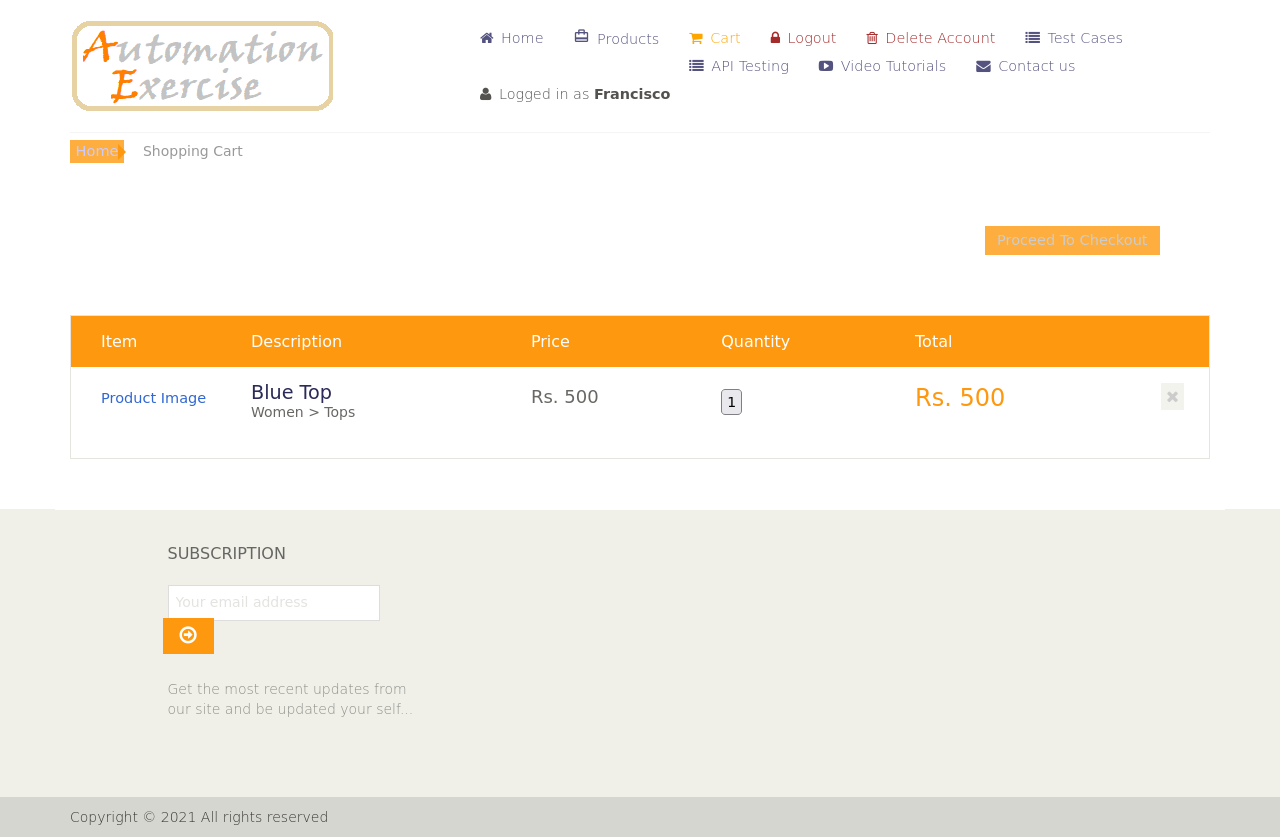 Automation
Exercise
Home
Products
Cart
Logout
Delete Account
Test Cases
API Testing
Video Tutorials
Contact us
Logged in as Francisco
Home
Shopping Cart
Proceed To Checkout
Item Description Price Quantity Total
Product Image
Blue Top
Women > Tops
Rs. 500
1
Rs. 500
SUBSCRIPTION
Your email address
Get the most recent updates from
our site and be updated your self...
Copyright © 2021 All rights reserved